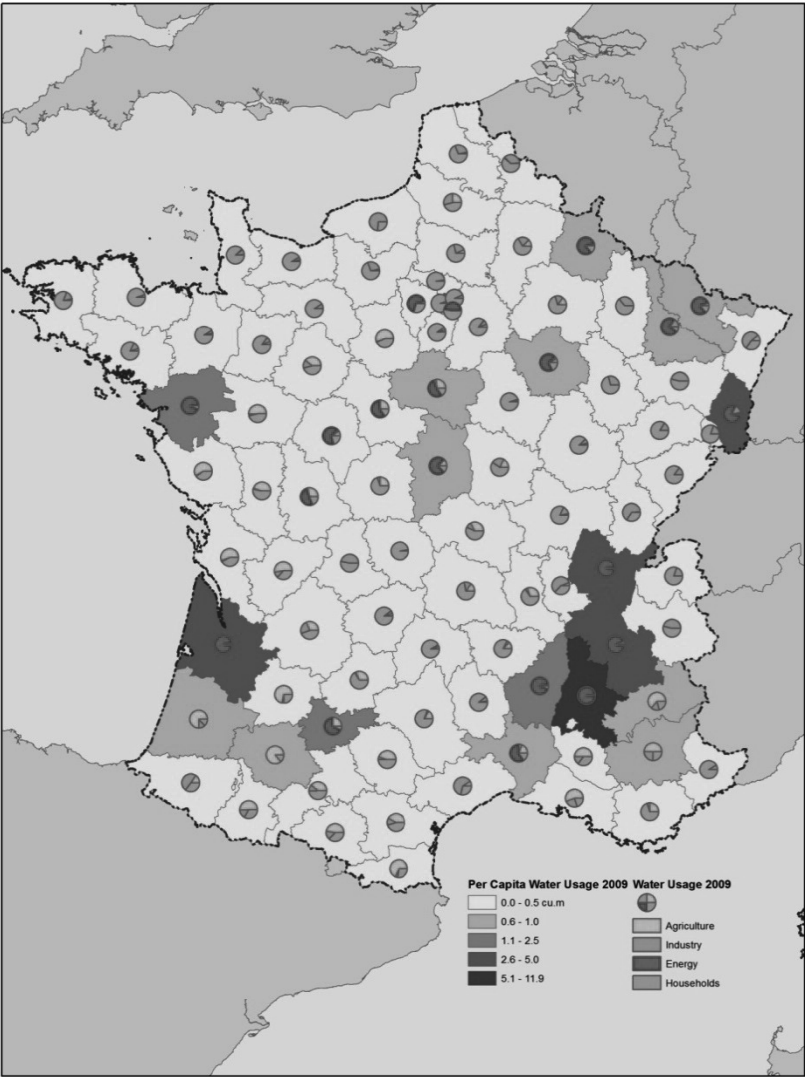 Per Capita Water Usage 2009
0.0 - 0.5 cu.m
0.6 - 1.0
1.1 - 2.5
2.6 - 5.0
5.1 - 11.9
Water Usage 2009
Agriculture
Industry
Energy
Households